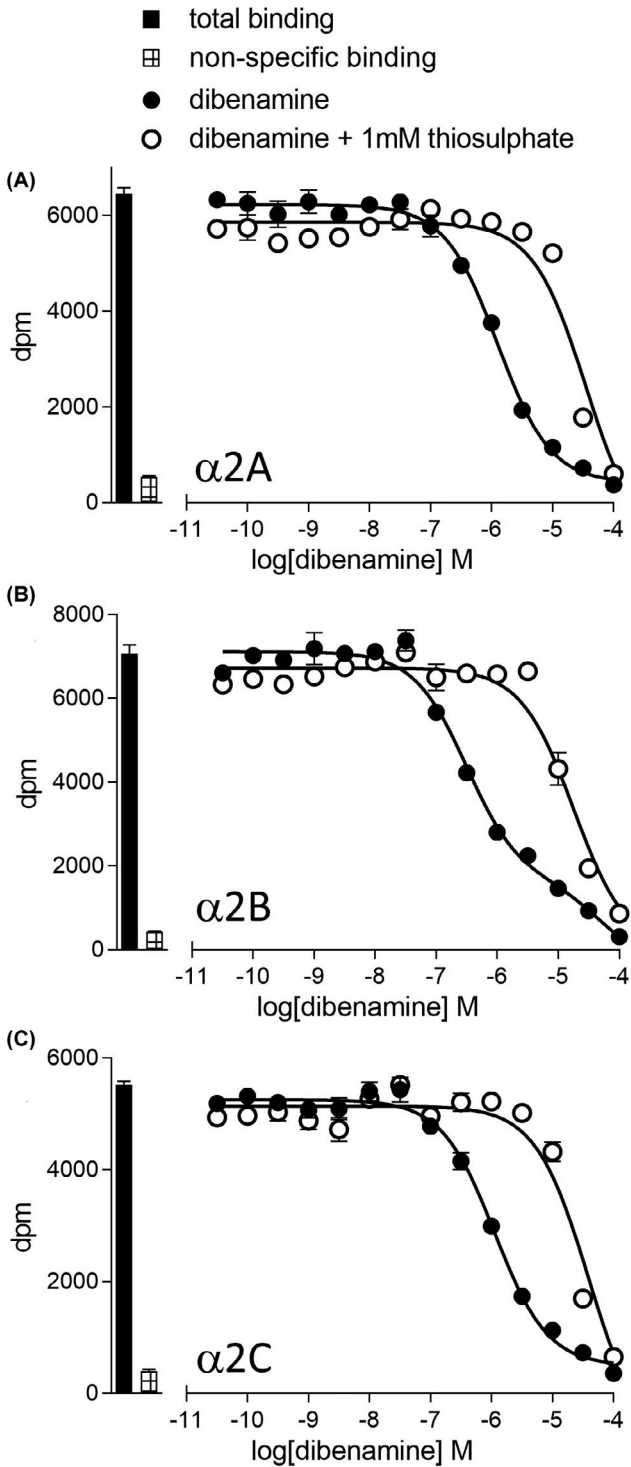 total binding
non-specific binding
dibenamine
dibenamine + 1mM thiosulphate
(A)
6000
4000
2000
0
dpm
α2A
-11 -10 -9 -8 -7 -6 -5 -4
log[dibenamine] M
(B)
8000
6000
4000
2000
0
dpm
α2B
-11 -10 -9 -8 -7 -6 -5 -4
log[dibenamine] M
(C)
6000
4000
2000
0
dpm
α2C
-11 -10 -9 -8 -7 -6 -5 -4
log[dibenamine] M